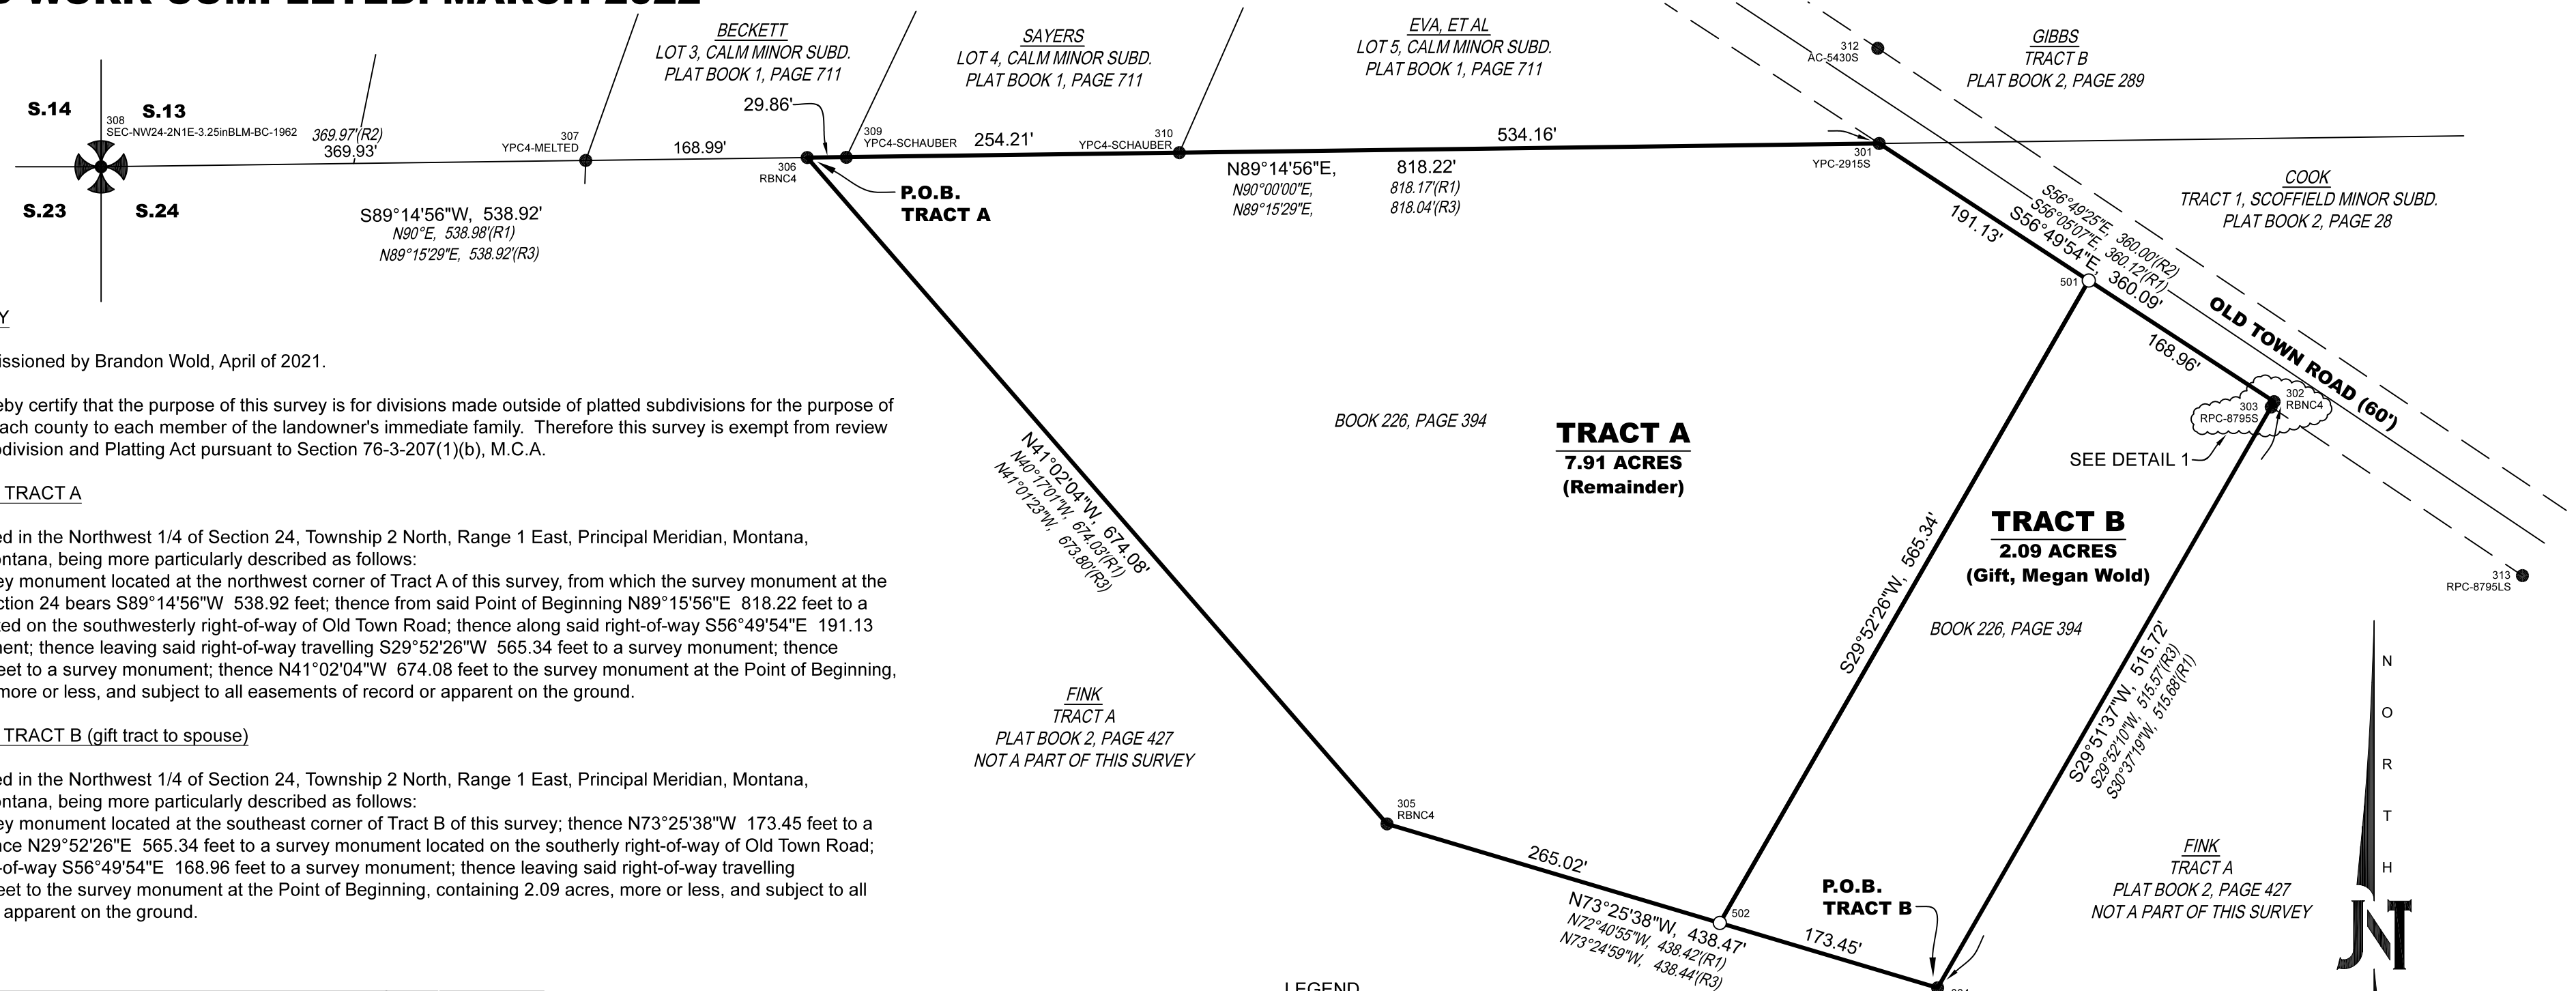 BECKETT
LOT 3, CALM MINOR SUBD.
PLAT BOOK 1, PAGE 711
SAYERS
LOT 4, CALM MINOR SUBD.
PLAT BOOK 1, PAGE 711
EVA, ET AL
LOT 5, CALM MINOR SUBD.
PLAT BOOK 1, PAGE 711
312
AC-5430S
GIBBS
TRACT B
PLAT BOOK 2, PAGE 289
S.14
S.13
308
SEC-NW24-2N1E-3.25inBLM-BC-1962
369.97'(R2)
369.93'
S.23
S.24
307
YPC4-MELTED
168.99'
29.86'
306
RBNC4
309
YPC4-SCHAUBER
254.21'
310
YPC4-SCHAUBER
534.16'
301
YPC-2915S
P.O.B.
TRACT A
N89°14'56"E, 818.22'
N90°00'00"E, 818.17'(R1)
N89°15'29"E, 818.04'(R3)
S89°14'56"W, 538.92'
N90°E, 538.98'(R1)
N89°15'29"E, 538.92'(R3)
COOK
TRACT 1, SCOFFIELD MINOR SUBD.
PLAT BOOK 2, PAGE 28
S56°49'25"E, 360.00'(R2)
S56°05'07"E, 360.12'(R1)
S56°49'54"E, 360.09'
191.13'
501
168.96'
OLD TOWN ROAD (60')
302
RBNC4
303
RPC-8795S
SEE DETAIL 1
313
RPC-8795LS
Y
issioned by Brandon Wold, April of 2021.
eby certify that the purpose of this survey is for divisions made outside of platted subdivisions for the purpose of
ach county to each member of the landowner's immediate family. Therefore this survey is exempt from review
division and Platting Act pursuant to Section 76-3-207(1)(b), M.C.A.
TRACT A
ed in the Northwest 1/4 of Section 24, Township 2 North, Range 1 East, Principal Meridian, Montana,
ontana, being more particularly described as follows:
ey monument located at the northwest corner of Tract A of this survey, from which the survey monument at the
ction 24 bears S89°14'56"W 538.92 feet; thence from said Point of Beginning N89°15'56"E 818.22 feet to a
ted on the southwesterly right-of-way of Old Town Road; thence along said right-of-way S56°49'54"E 191.13
ment; thence leaving said right-of-way travelling S29°52'26"W 565.34 feet to a survey monument; thence
feet to a survey monument; thence N41°02'04"W 674.08 feet to the survey monument at the Point of Beginning,
more or less, and subject to all easements of record or apparent on the ground.
TRACT B (gift tract to spouse)
ed in the Northwest 1/4 of Section 24, Township 2 North, Range 1 East, Principal Meridian, Montana,
ontana, being more particularly described as follows:
ey monument located at the southeast corner of Tract B of this survey; thence N73°25'38"W 173.45 feet to a
nce N29°52'26"E 565.34 feet to a survey monument located on the southerly right-of-way of Old Town Road;
-of-way S56°49'54"E 168.96 feet to a survey monument; thence leaving said right-of-way travelling
eet to the survey monument at the Point of Beginning, containing 2.09 acres, more or less, and subject to all
apparent on the ground.
N41°02'04"W, 674.08'
N40°17'01"W, 674.03'(R1)
N41°01'23"W, 673.80'(R3)
BOOK 226, PAGE 394
TRACT A
7.91 ACRES
(Remainder)
S29°52'26"W, 565.34'
TRACT B
2.09 ACRES
(Gift, Megan Wold)
BOOK 226, PAGE 394
S29°51'37"W, 515.72'
S29°52'10"W, 515.57'(R3)
S30°37'19"W, 515.68'(R1)
FINK
TRACT A
PLAT BOOK 2, PAGE 427
NOT A PART OF THIS SURVEY
305
RBNC4
265.02'
502
N73°25'38"W, 438.47'
N72°40'55"W, 438.42'(R1)
N73°24'59"W, 438.44'(R3)
173.45'
P.O.B.
TRACT B
FINK
TRACT A
PLAT BOOK 2, PAGE 427
NOT A PART OF THIS SURVEY
N
O
R
T
H
JNT
LEGEND